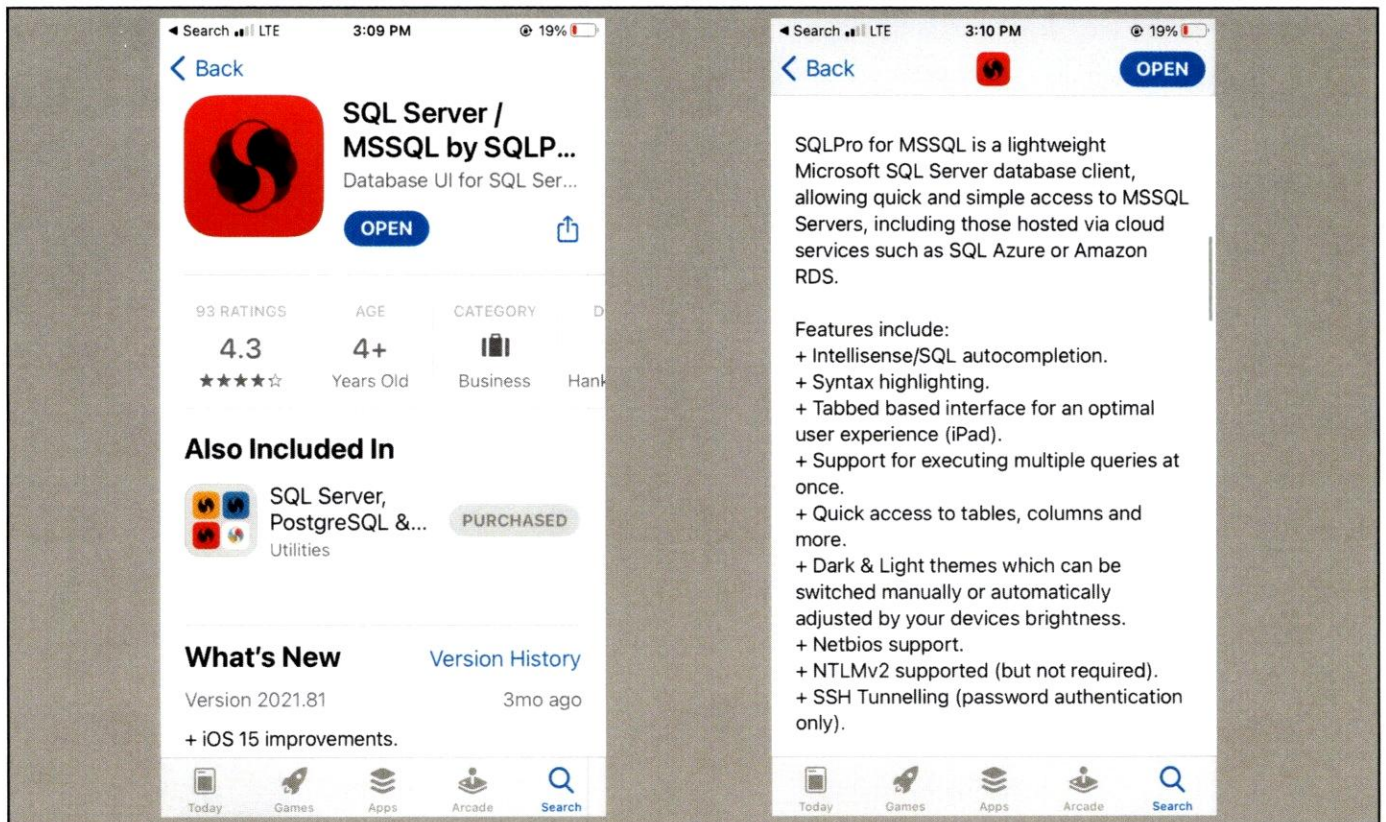 ◀ Search LTE 3:09 PM 19%
Back
SQL Server /
MSSQL by SQLP...
Database UI for SQL Ser...
OPEN
93 RATINGS AGE CATEGORY D
4.3 4+
★★★★☆ Years Old Business Hank
Also Included In
SQL Server,
PostgreSQL &...
Utilities
PURCHASED
What's New Version History
Version 2021.81 3mo ago
+ iOS 15 improvements.
Today Games Apps Arcade Search
◀ Search LTE 3:10 PM 19%
Back OPEN
SQLPro for MSSQL is a lightweight
Microsoft SQL Server database client,
allowing quick and simple access to MSSQL
Servers, including those hosted via cloud
services such as SQL Azure or Amazon
RDS.
Features include:
+ Intellisense/SQL autocompletion.
+ Syntax highlighting.
+ Tabbed based interface for an optimal
user experience (iPad).
+ Support for executing multiple queries at
once.
+ Quick access to tables, columns and
more.
+ Dark & Light themes which can be
switched manually or automatically
adjusted by your devices brightness.
+ Netbios support.
+ NTLMv2 supported (but not required).
+ SSH Tunnelling (password authentication
only).
Today Games Apps Arcade Search